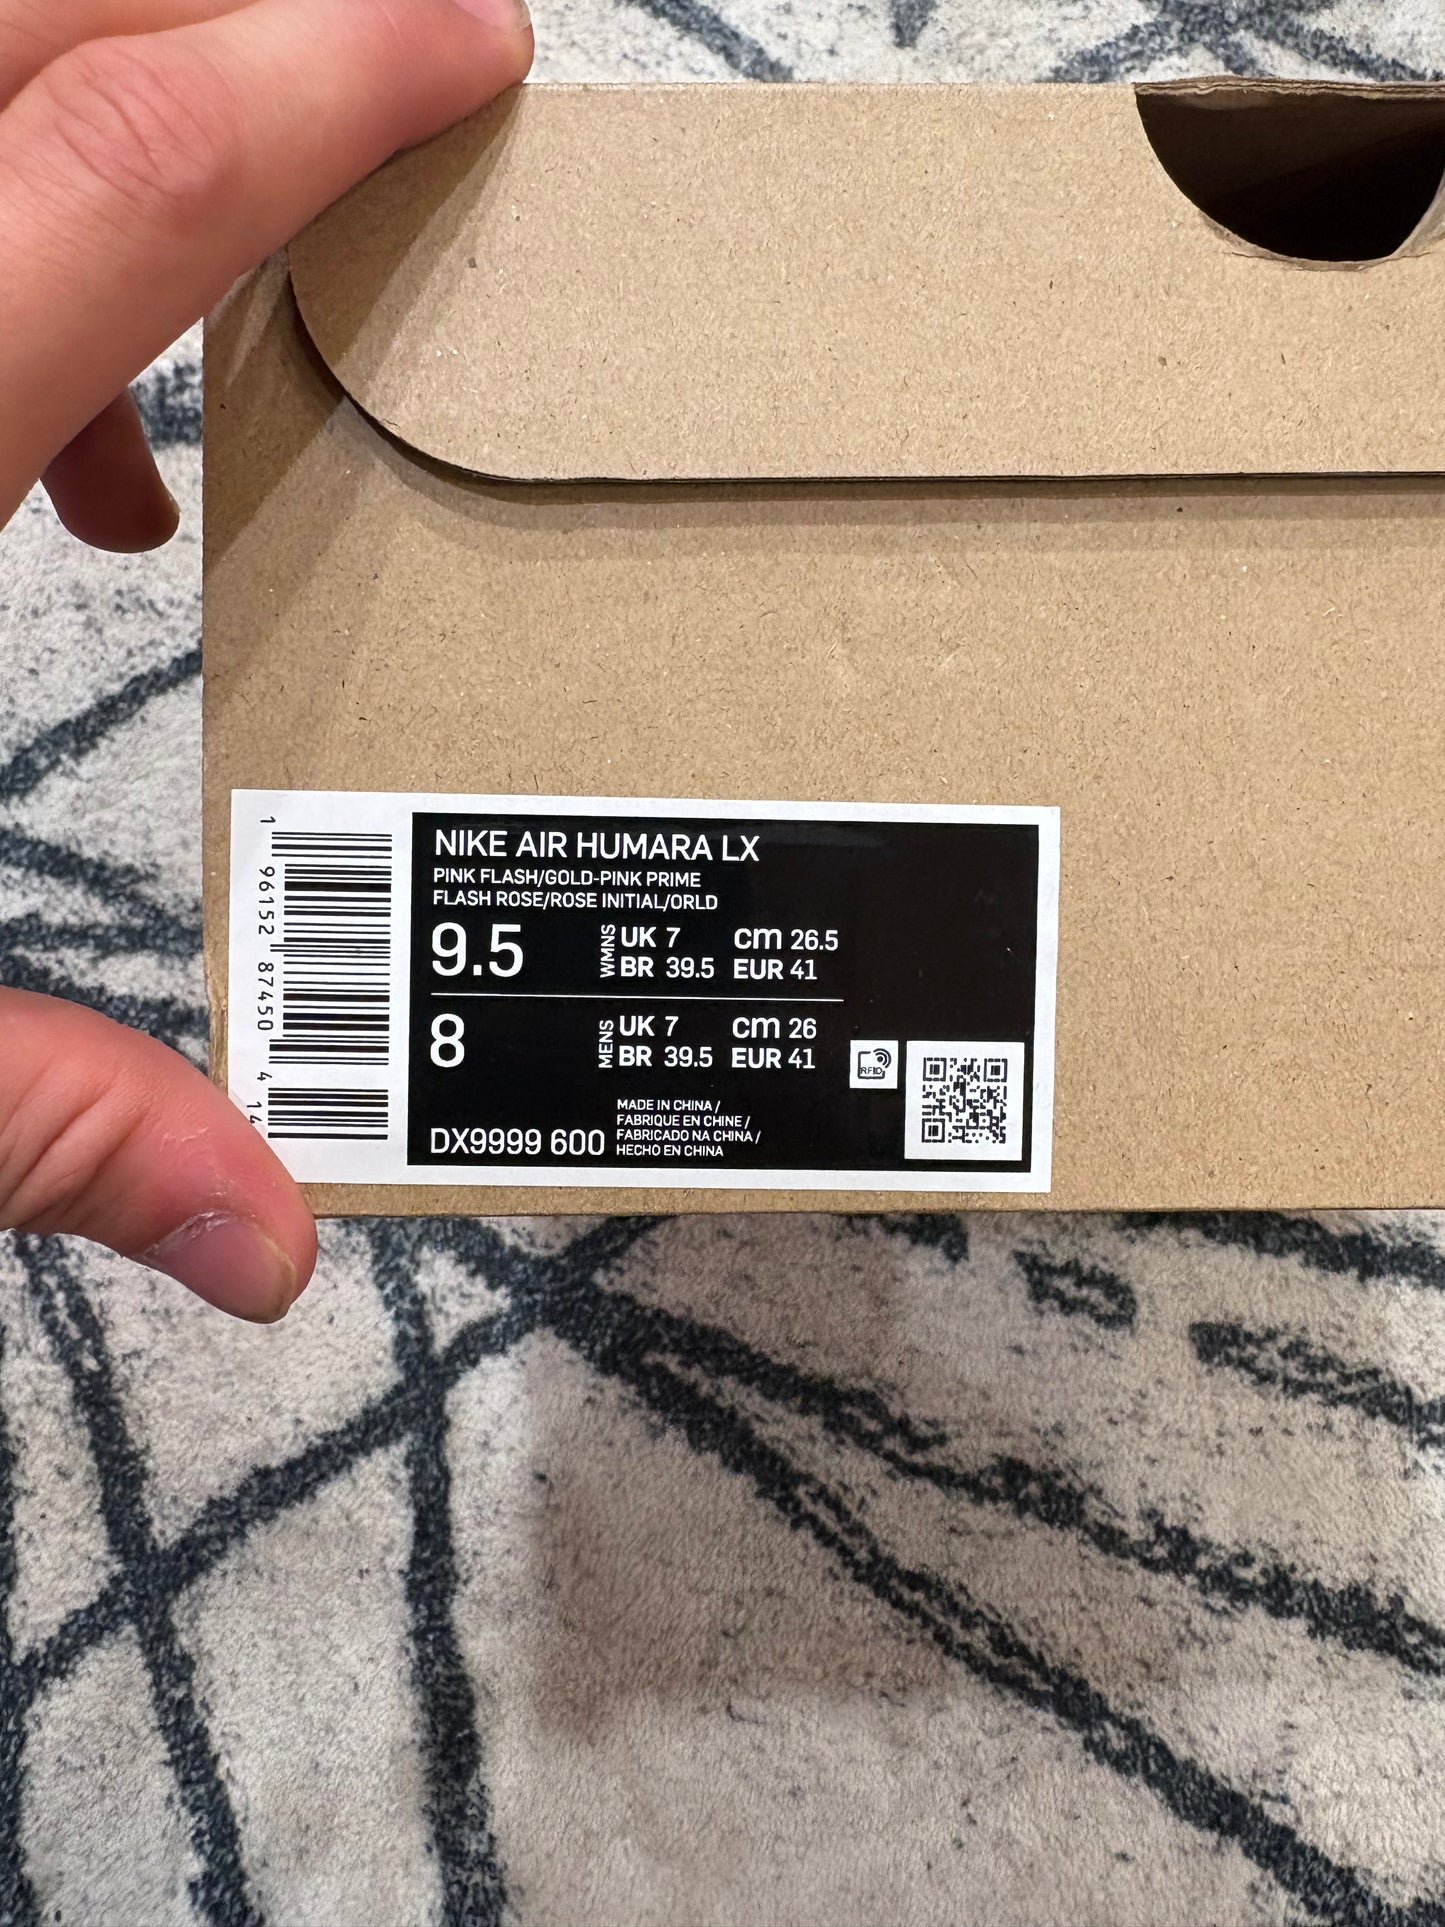 NIKE AIR HUMARA LX
PINK FLASH/GOLD-PINK PRIME
FLASH ROSE/ROSE INITIAL/ORLD
9.5 WMNS UK 7 cm 26.5
BR 39.5 EUR 41
8 MENS UK 7 cm 26
BR 39.5 EUR 41
RFID
DX9999 600
MADE IN CHINA /
FABRIQUE EN CHINE /
FABRICADO NA CHINA /
HECHO EN CHINA
1 96152 87450 4 14